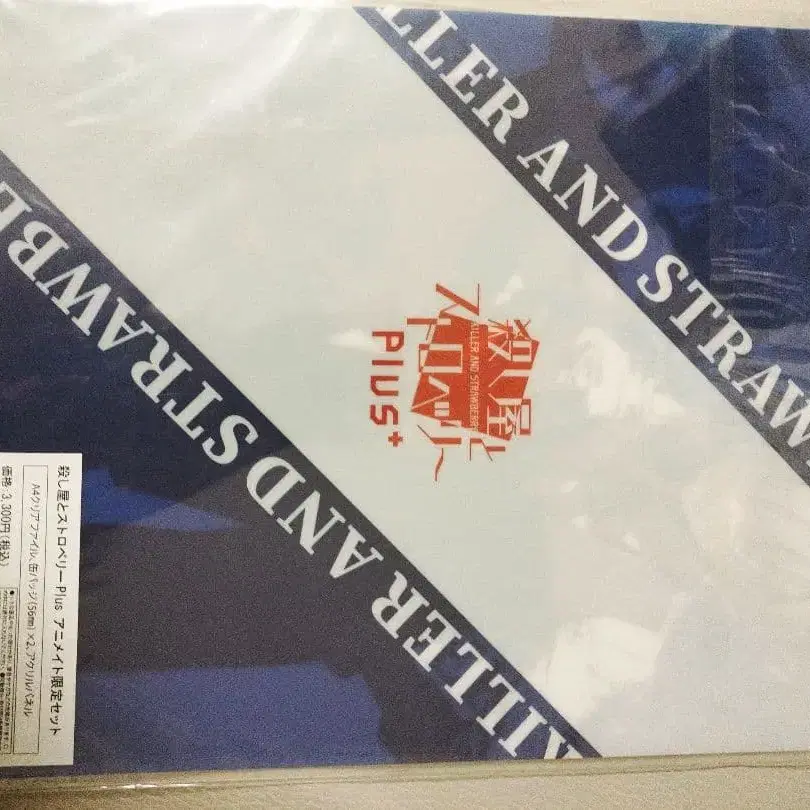 LLER AND STRAW
殺し屋と
KILLER AND STRAWBERRY
ストロベリー
Plus+
KILLER AND STRAWBE
殺し屋とストロベリー Plus アニメイト限定セット
A4クリアファイル、缶バッジ(56mm)×2、アクリルパネル
価格:3,300円(税込)